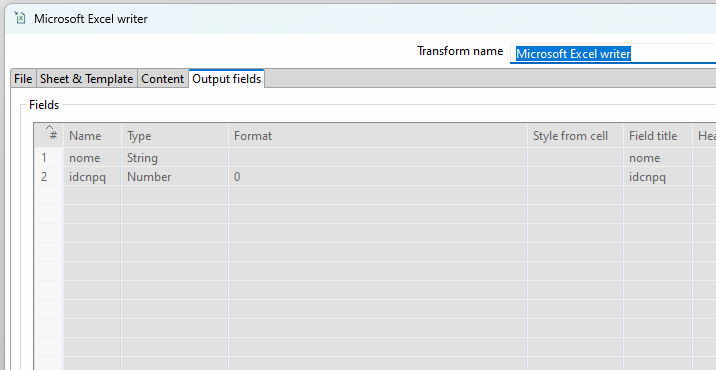 Microsoft Excel writer
Transform name Microsoft Excel writer
File Sheet & Template Content Output fields
Fields
# Name Type Format Style from cell Field title Hea
1 nome String nome
2 idcnpq Number 0 idcnpq